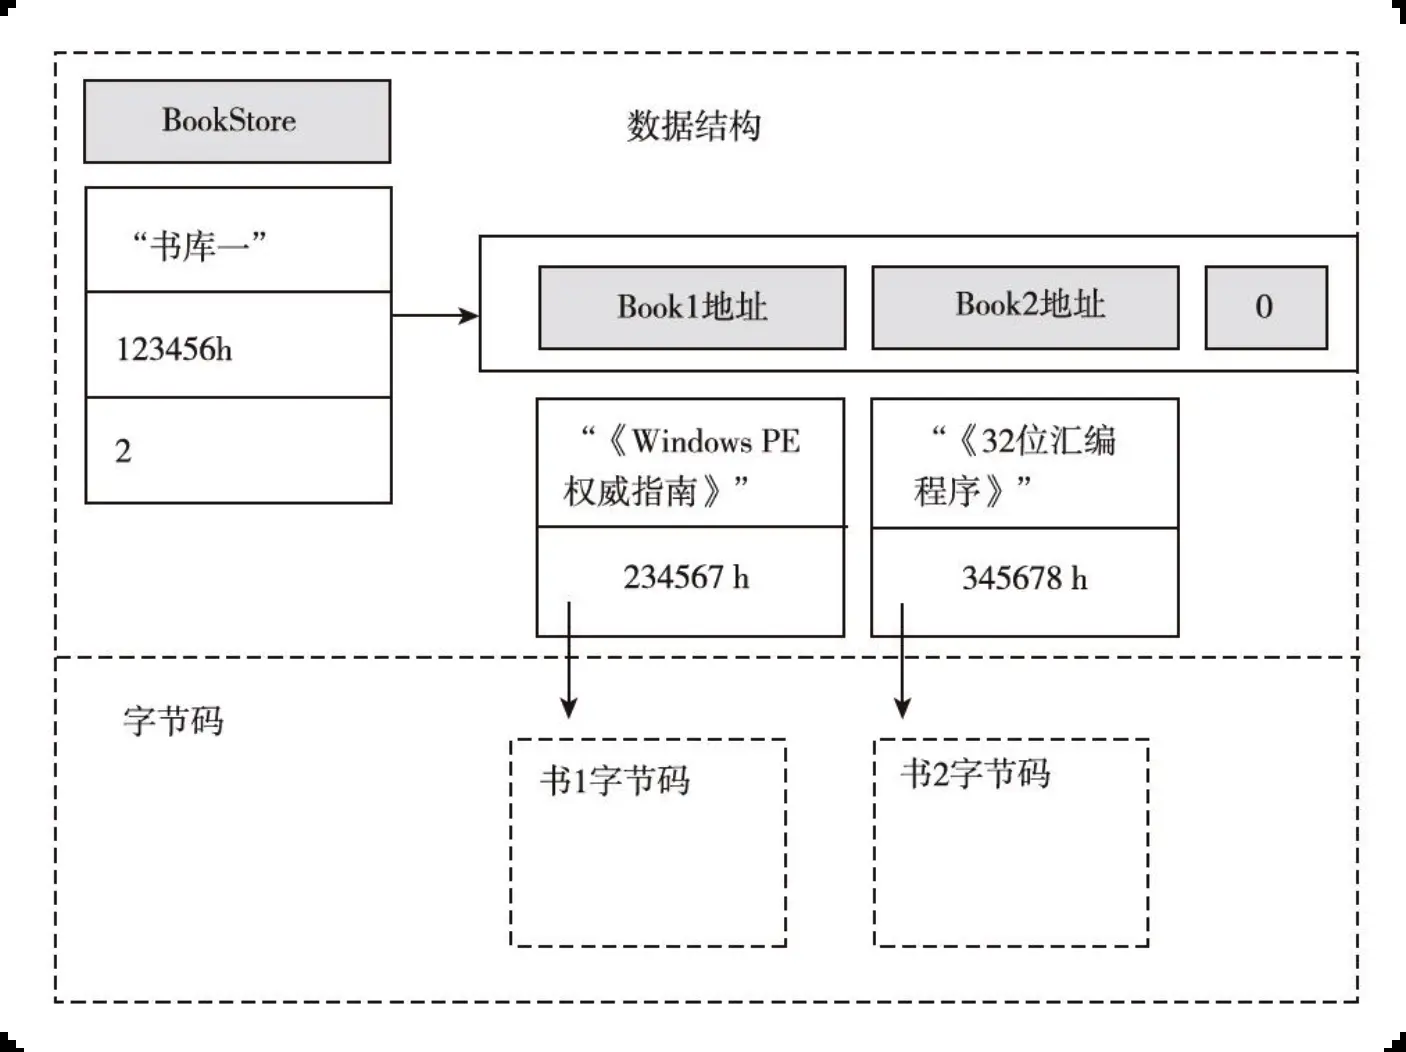 BookStore
数据结构
“书库一”
123456h
2
Book1地址
Book2地址
0
“《Windows PE
权威指南》”
234567 h
“《32位汇编
程序》”
345678 h
字节码
书1字节码
书2字节码